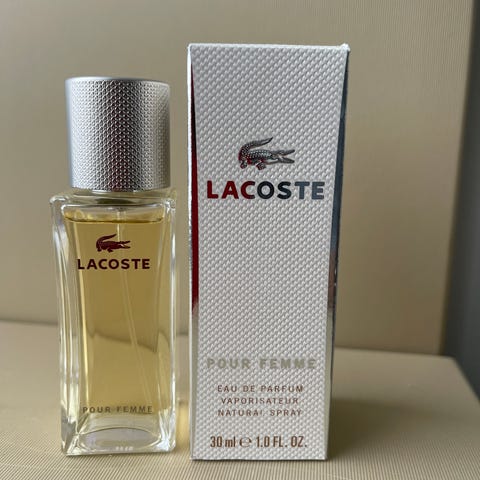 LACOSTE
POUR FEMME
LACOSTE
POUR FEMME
EAU DE PARFUM
VAPORISATEUR
NATURAL SPRAY
30 ml ℮ 1.0 FL. OZ.